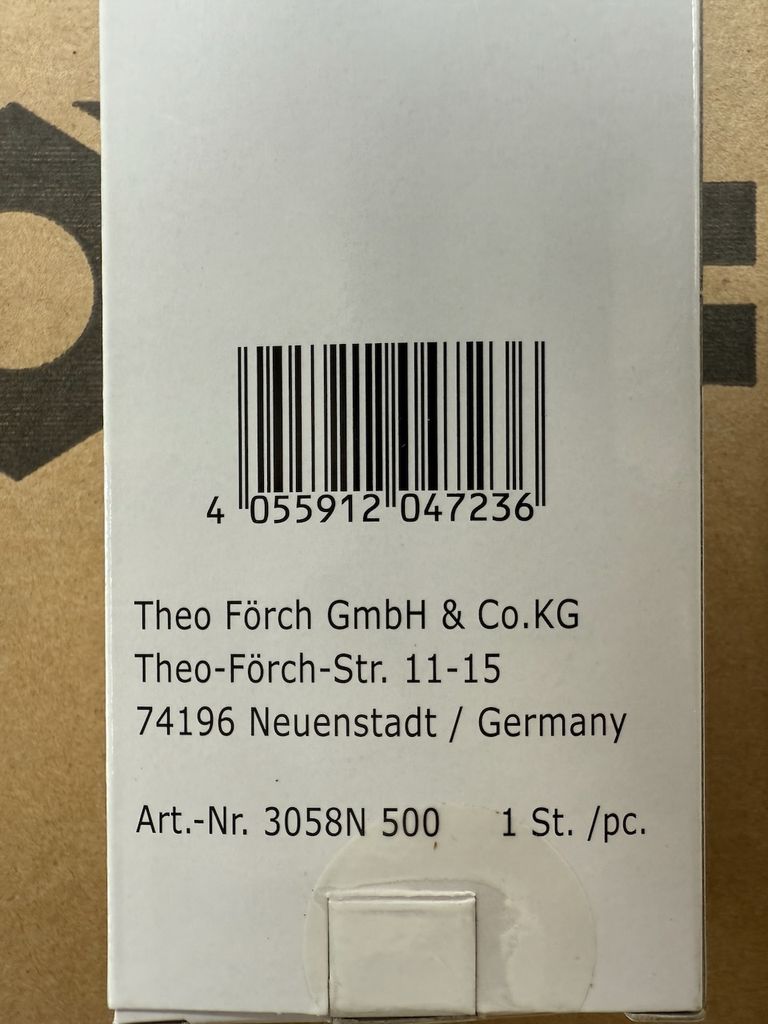 4 055912 047236
Theo Förch GmbH & Co.KG
Theo-Förch-Str. 11-15
74196 Neuenstadt / Germany
Art.-Nr. 3058N 500 1 St. /pc.